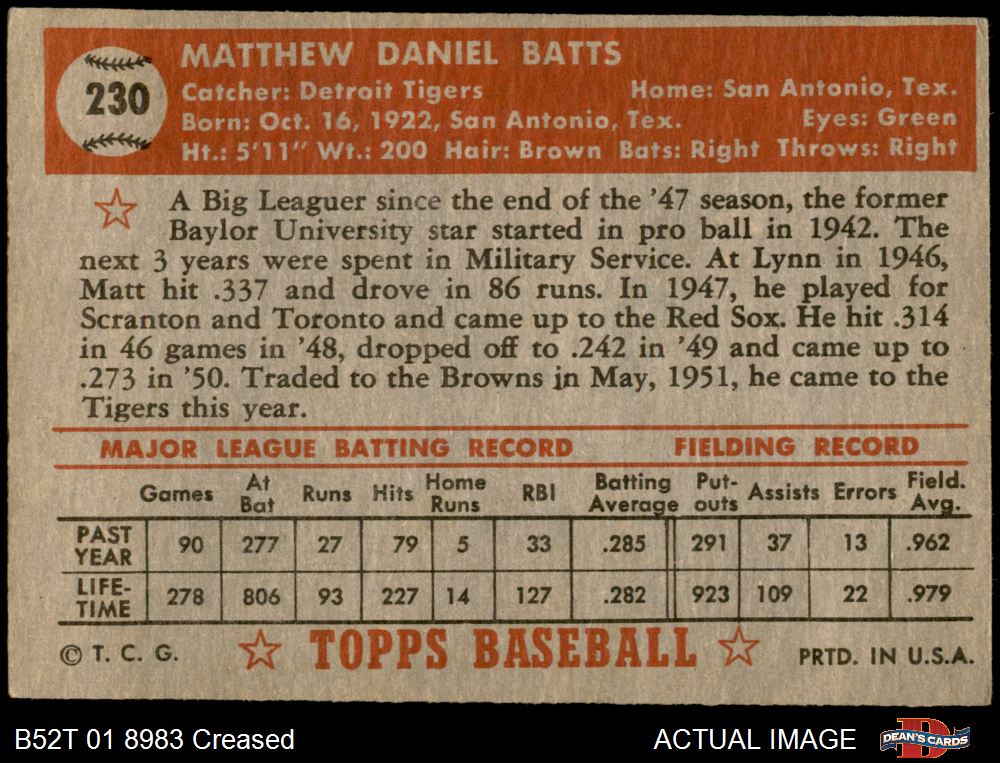 230
MATTHEW DANIEL BATTS
Catcher: Detroit Tigers Home: San Antonio, Tex.
Born: Oct. 16, 1922, San Antonio, Tex. Eyes: Green
Ht.: 5'11" Wt.: 200 Hair: Brown Bats: Right Throws: Right
A Big Leaguer since the end of the '47 season, the former
Baylor University star started in pro ball in 1942. The
next 3 years were spent in Military Service. At Lynn in 1946,
Matt hit .337 and drove in 86 runs. In 1947, he played for
Scranton and Toronto and came up to the Red Sox. He hit .314
in 46 games in '48, dropped off to .242 in '49 and came up to
.273 in '50. Traded to the Browns in May, 1951, he came to the
Tigers this year.
MAJOR LEAGUE BATTING RECORD FIELDING RECORD
Games At Bat Runs Hits Home Runs RBI Batting Average Put-outs Assists Errors Field. Avg.
PAST YEAR 90 277 27 79 5 33 .285 291 37 13 .962
LIFE-TIME 278 806 93 227 14 127 .282 923 109 22 .979
© T. C. G. TOPPS BASEBALL PRTD. IN U.S.A.
B52T 01 8983 Creased ACTUAL IMAGE D DEAN'S CARDS